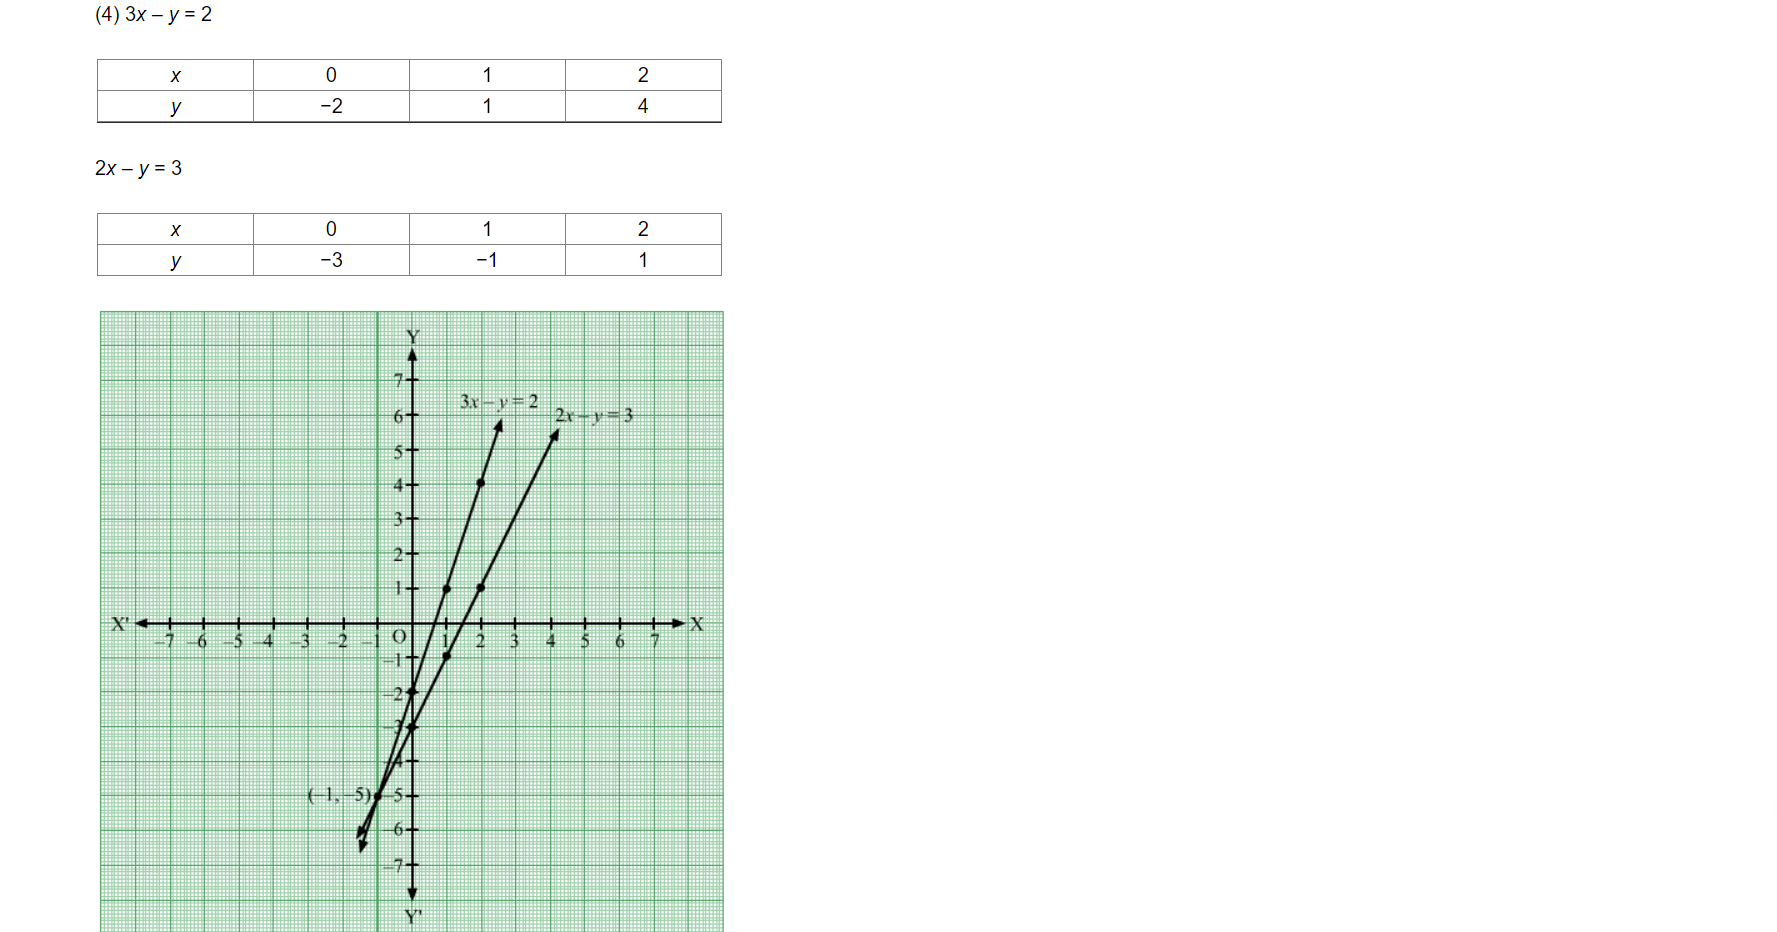 (4) 3x – y = 2
x 0 1 2
y −2 1 4
2x – y = 3
x 0 1 2
y −3 −1 1
Y
7
3x – y = 2
6
2x – y = 3
5
4
3
2
1
X' –7 –6 –5 –4 –3 –2 –1 O 1 2 3 4 5 6 7 X
–1
–2
–3
–4
(–1, –5) –5
–6
–7
Y'